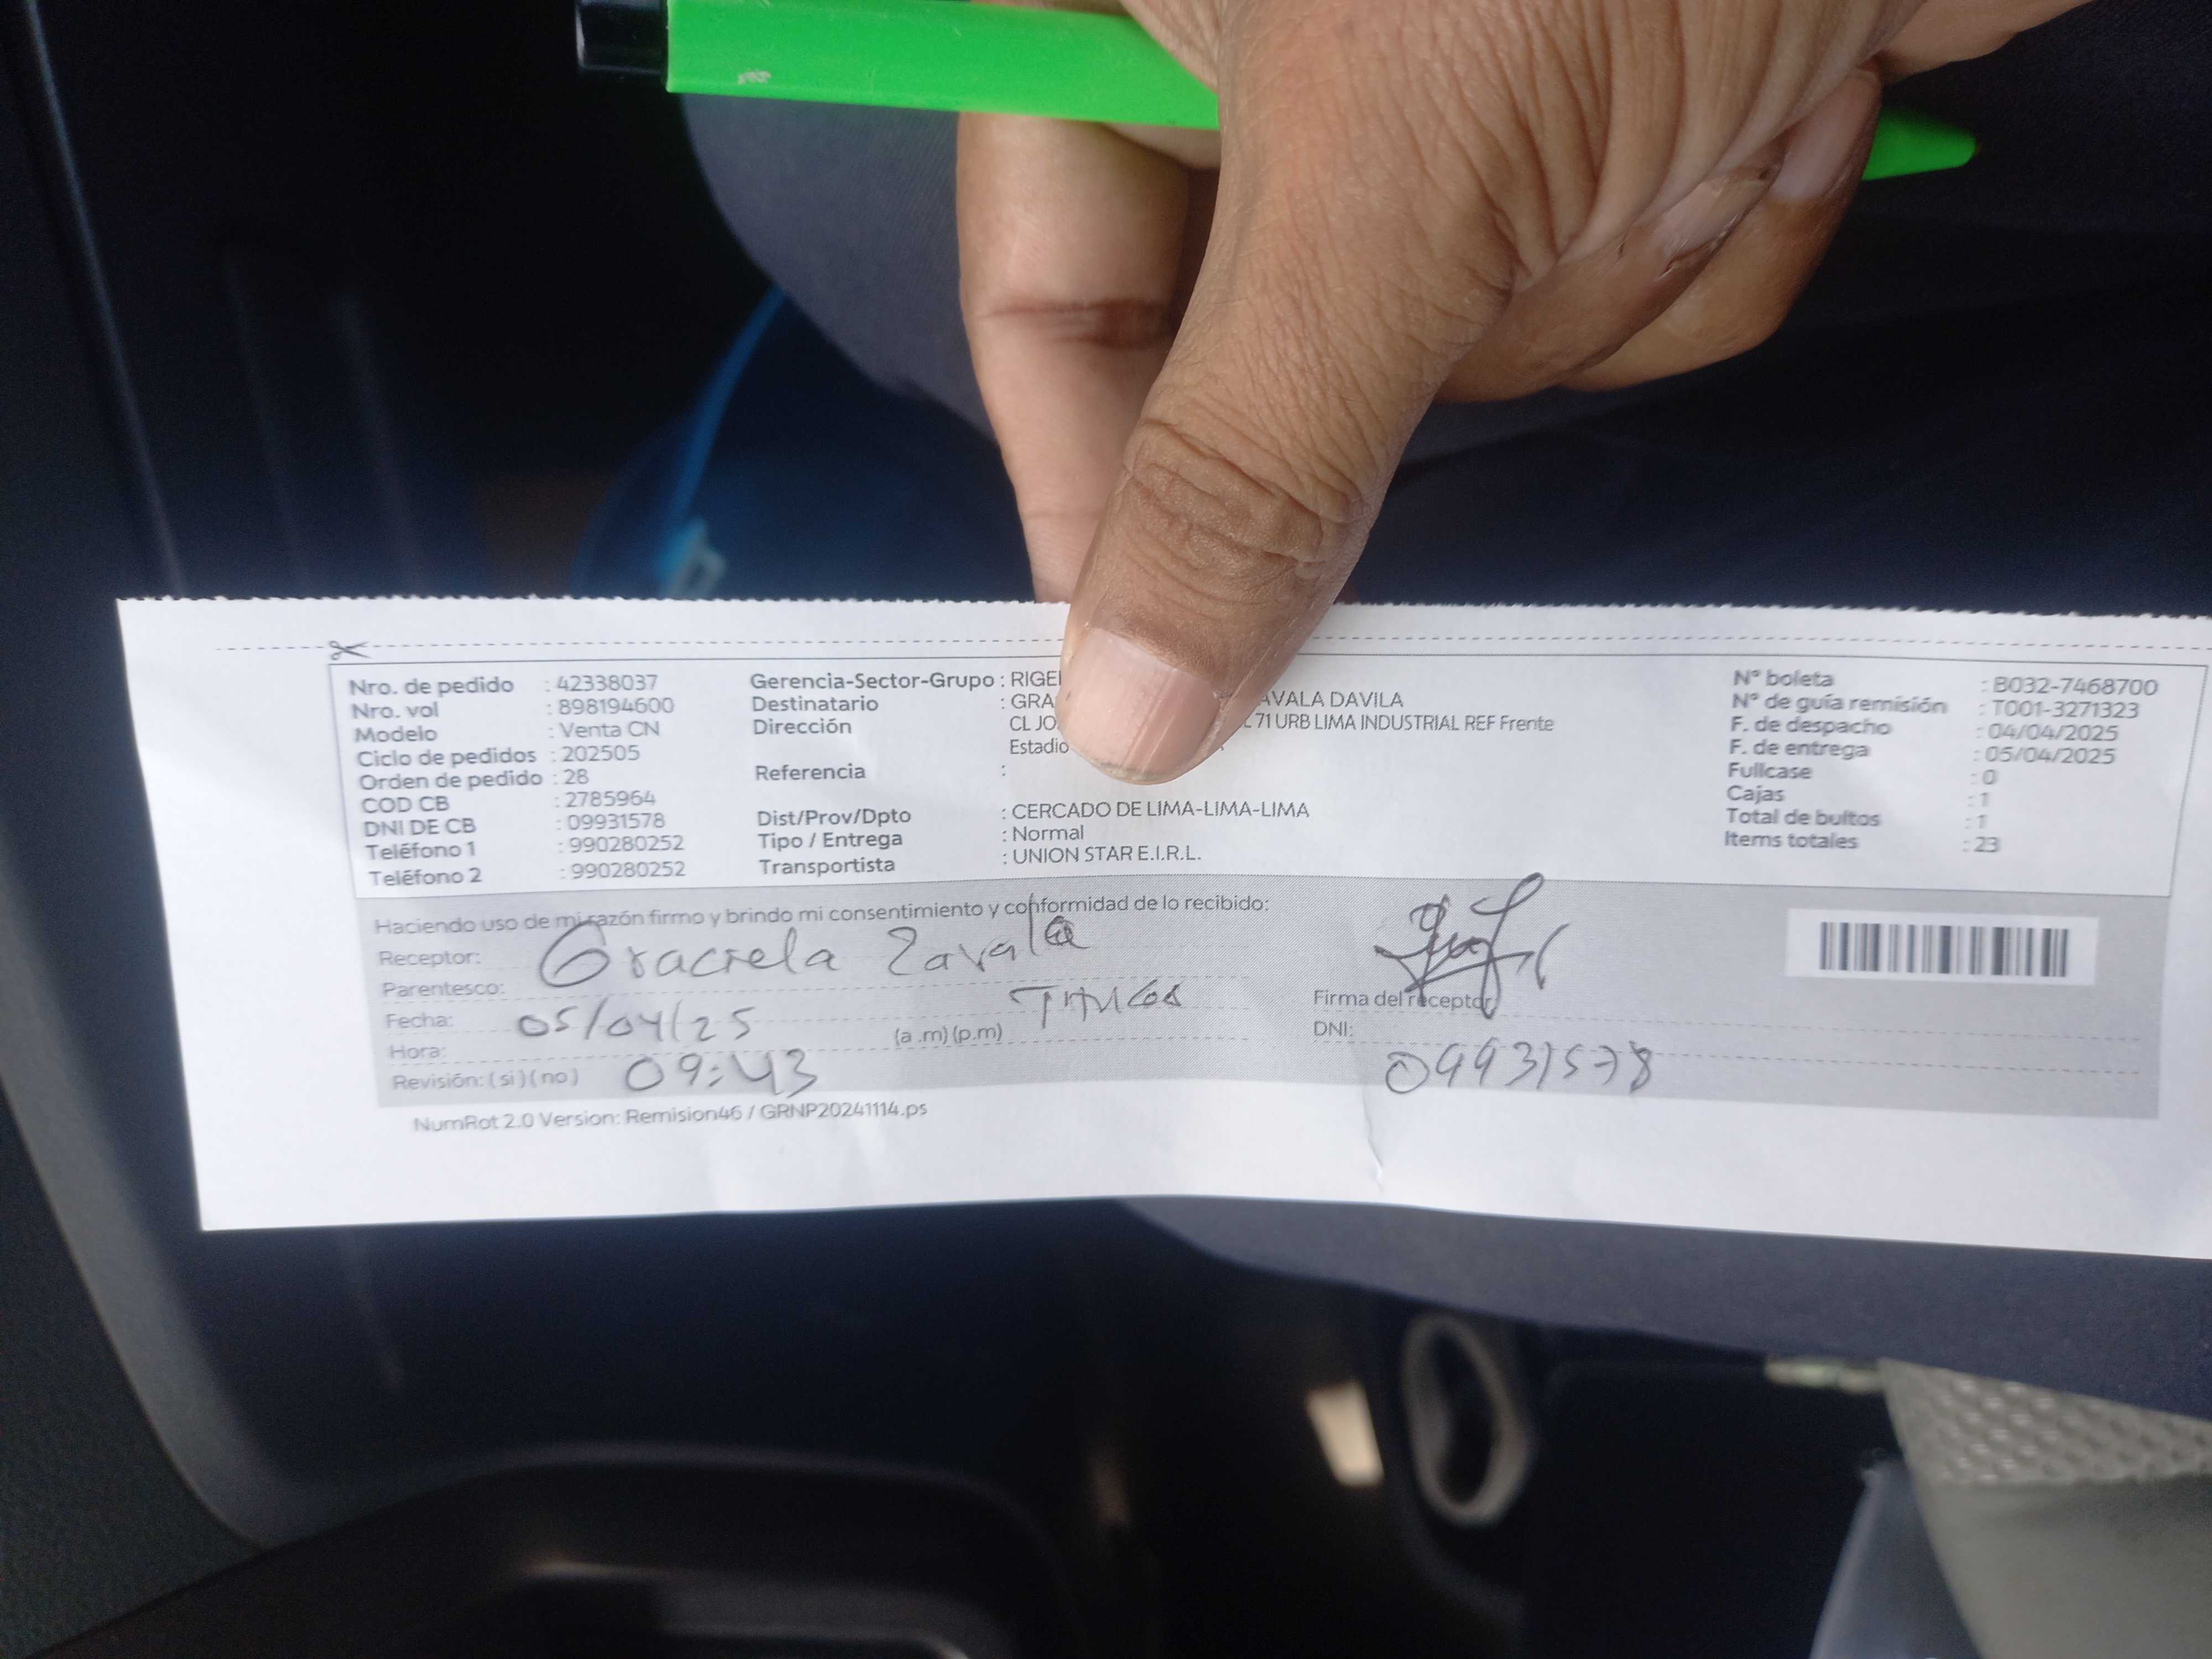 Nro. de pedido : 42338037
Nro. vol : 898194600
Modelo : Venta CN
Ciclo de pedidos : 202505
Orden de pedido : 28
COD CB : 2785964
DNI DE CB : 09931578
Teléfono 1 : 990280252
Teléfono 2 : 990280252
Gerencia-Sector-Grupo : RIGE
Destinatario : GRA AVALA DAVILA
Dirección CL JO 71 URB LIMA INDUSTRIAL REF Frente
Estadio
Referencia :
Dist/Prov/Dpto : CERCADO DE LIMA-LIMA-LIMA
Tipo / Entrega : Normal
Transportista : UNION STAR E.I.R.L.
N° boleta : B032-7468700
N° de guía remisión : T001-3271323
F. de despacho : 04/04/2025
F. de entrega : 05/04/2025
Fullcase : 0
Cajas : 1
Total de bultos : 1
Items totales : 23
Haciendo uso de mi razón firmo y brindo mi consentimiento y conformidad de lo recibido:
Receptor: Graciela Zavala
Parentesco:
Fecha: 05/04/25
Hora: (a .m) (p.m)
Revisión: ( si ) ( no ) 09:43
Firma del receptor
DNI: 09931578
NumRot 2.0 Version: Remision46 / GRNP20241114.ps